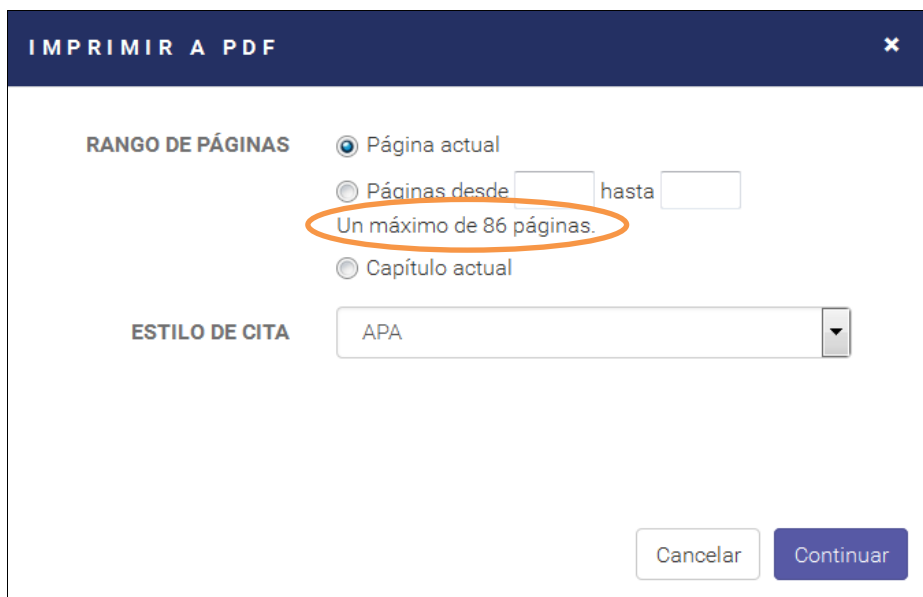 IMPRIMIR A PDF ×
RANGO DE PÁGINAS Página actual
Páginas desde hasta
Un máximo de 86 páginas.
Capítulo actual
ESTILO DE CITA APA
Cancelar Continuar